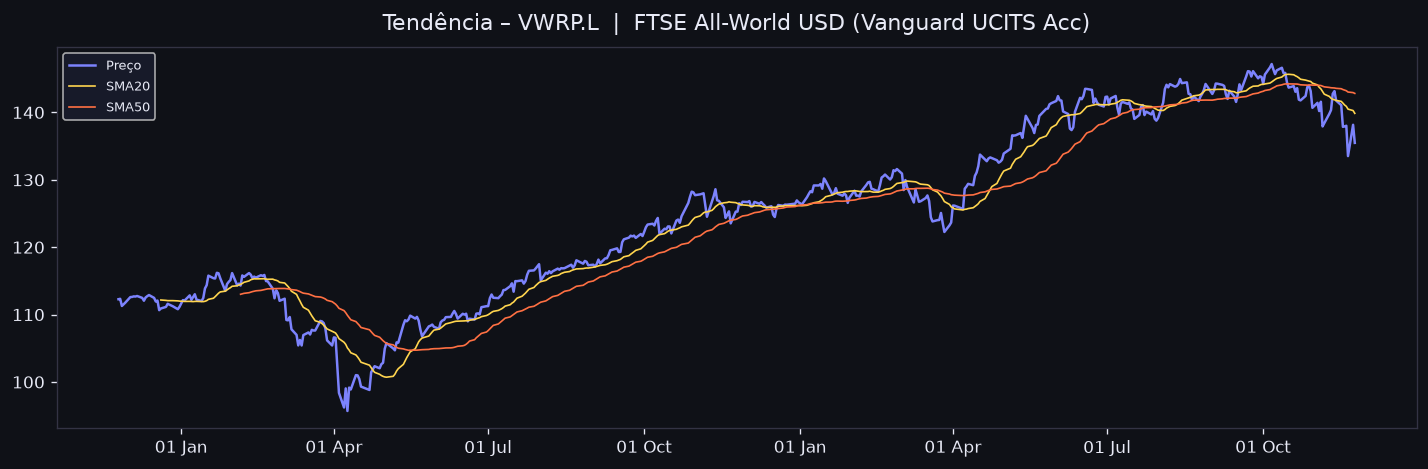 Tendência – VWRP.L | FTSE All-World USD (Vanguard UCITS Acc)
Preço
SMA20
SMA50
140
130
120
110
100
01 Jan
01 Apr
01 Jul
01 Oct
01 Jan
01 Apr
01 Jul
01 Oct